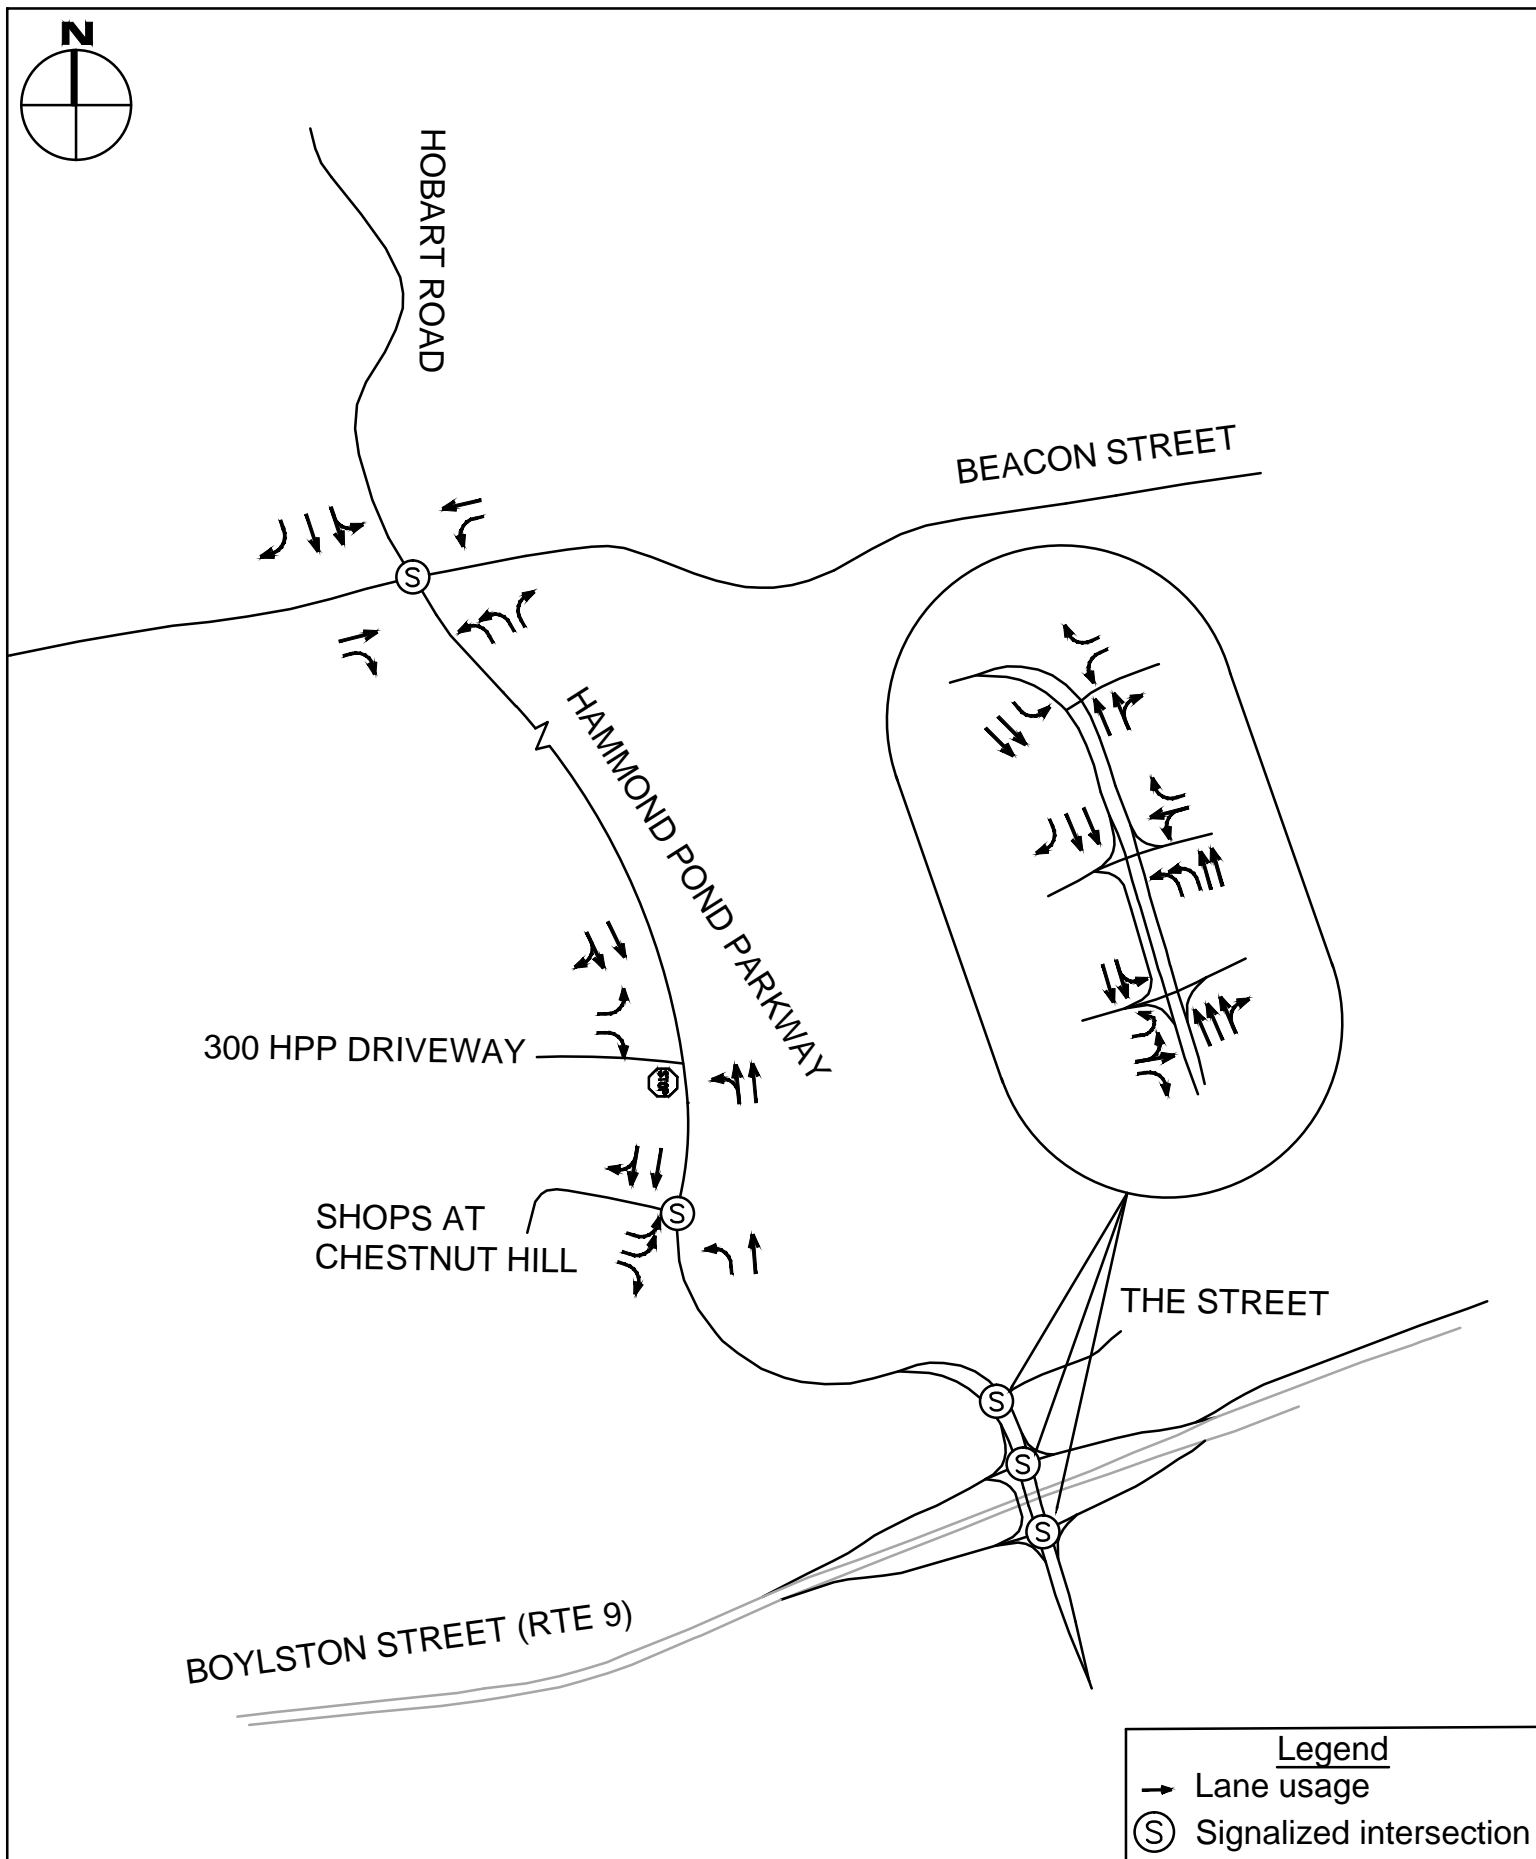 N
HOBART ROAD
BEACON STREET
HAMMOND POND PARKWAY
300 HPP DRIVEWAY
STOP
SHOPS AT
CHESTNUT HILL
S
S
THE STREET
S
S
S
BOYLSTON STREET (RTE 9)
Legend
Lane usage
S Signalized intersection